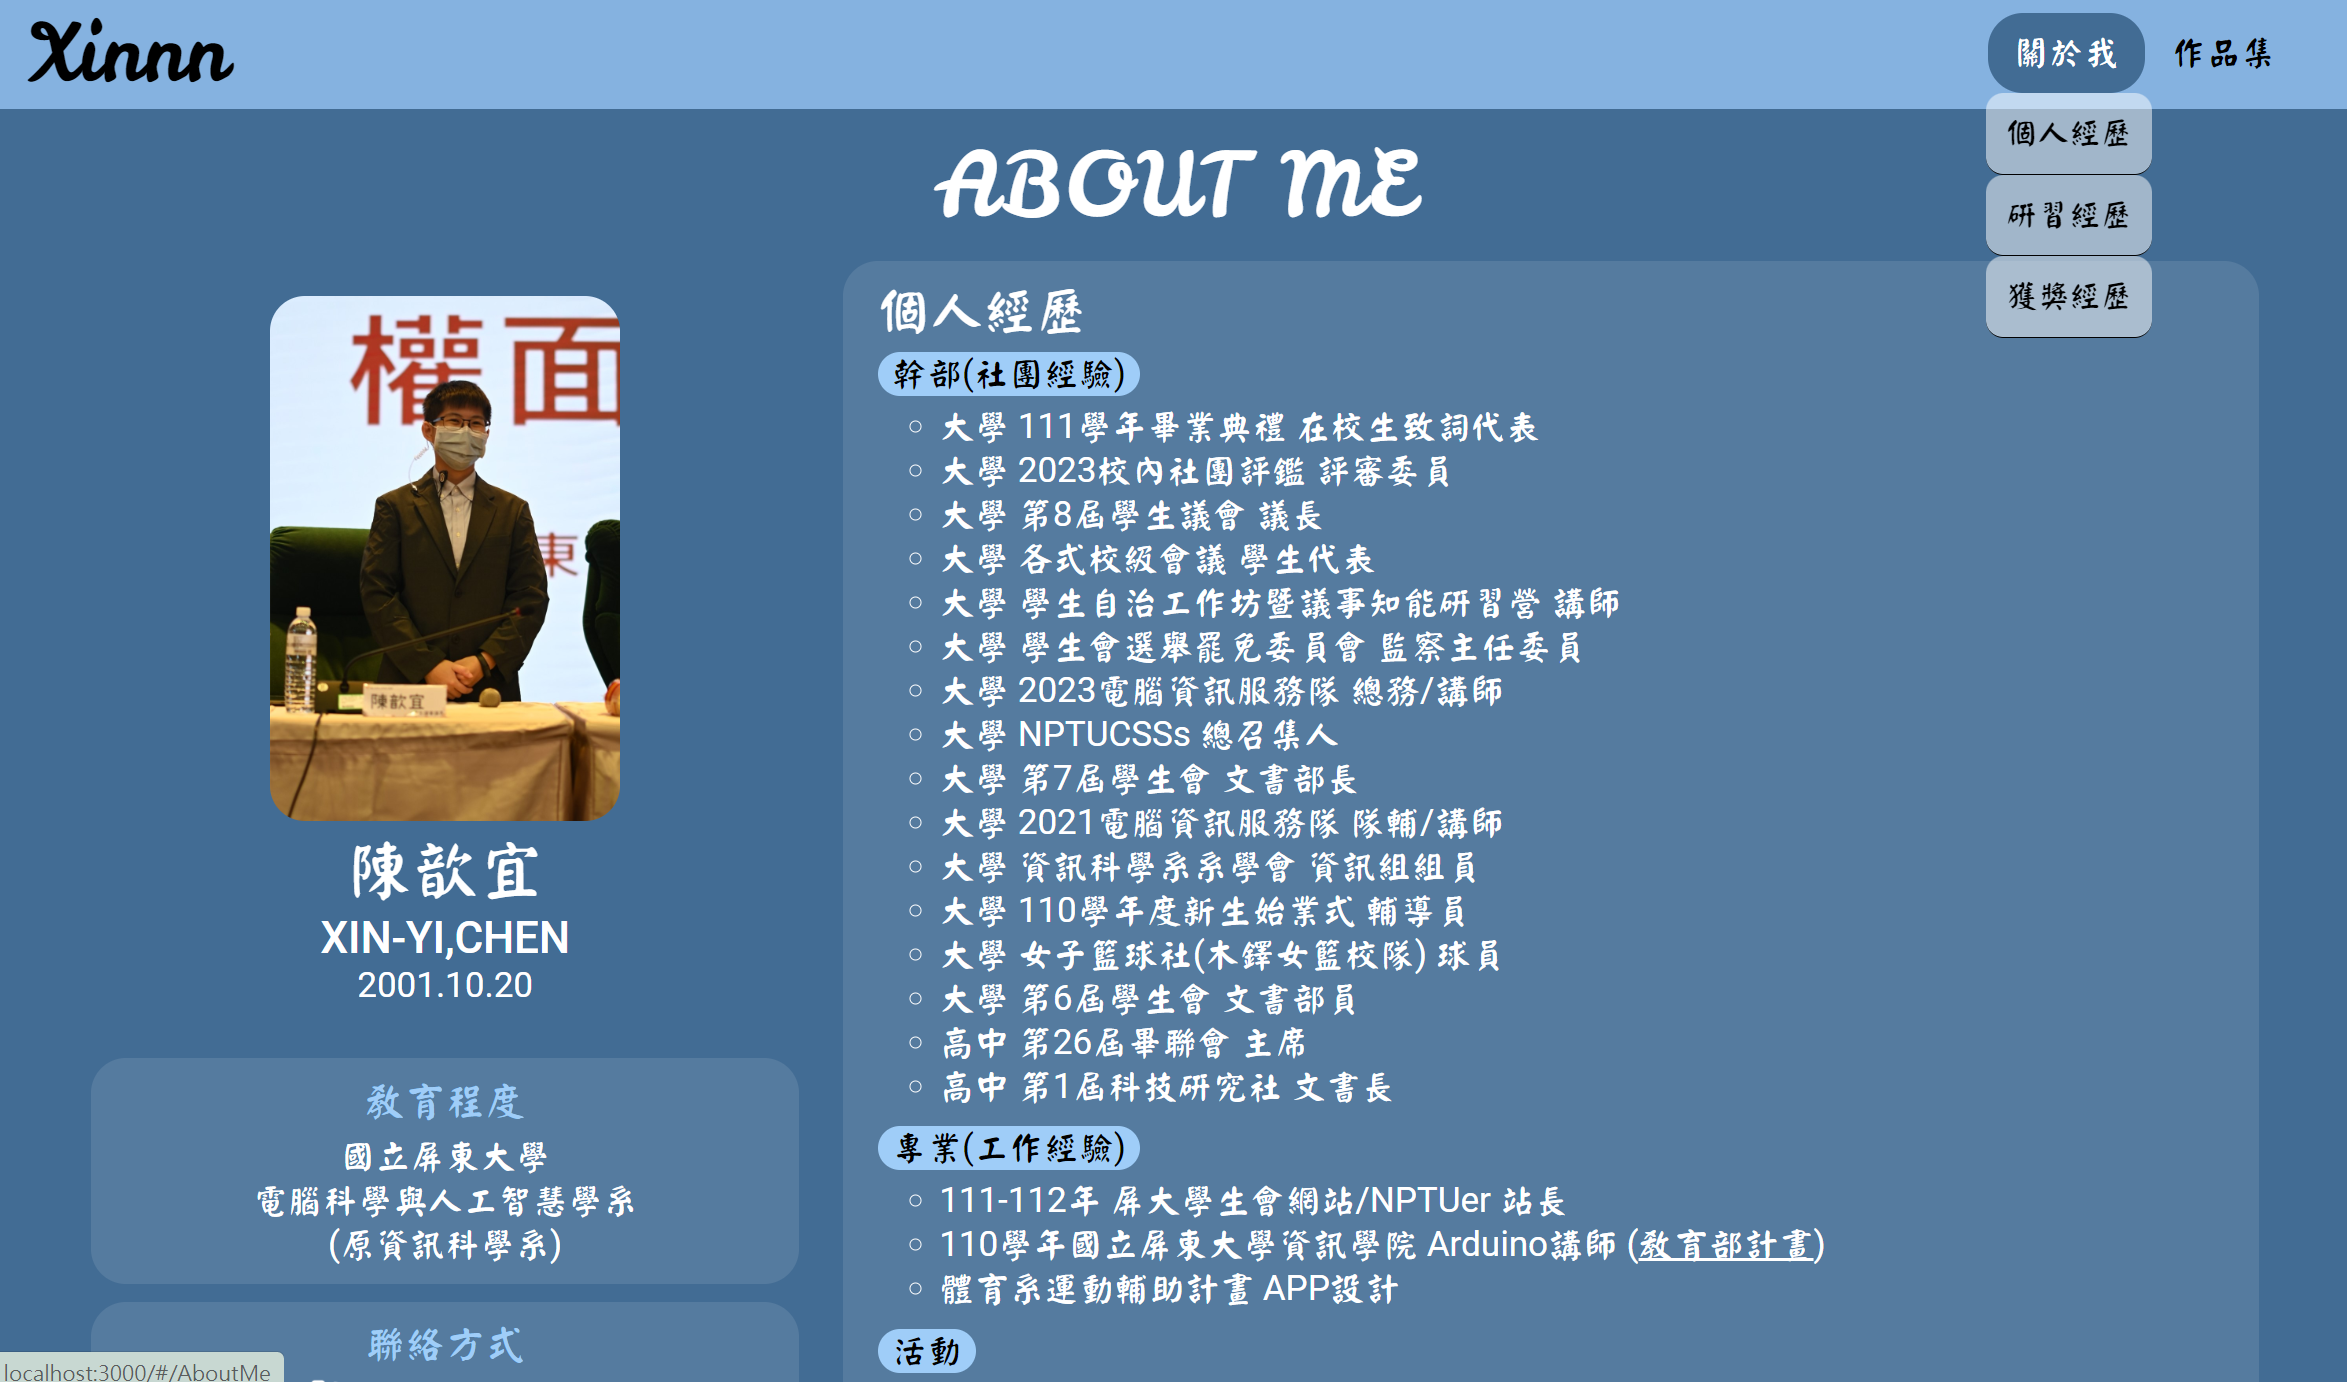 Xinnn
關於我
作品集
個人經歷
研習經歷
獲獎經歷
ABOUT ME
權面
東
陳歆宜
陳歆宜
XIN-YI,CHEN
2001.10.20
教育程度
國立屏東大學
電腦科學與人工智慧學系
(原資訊科學系)
聯絡方式
個人經歷
幹部(社團經驗)
大學 111學年畢業典禮 在校生致詞代表
大學 2023校內社團評鑑 評審委員
大學 第8屆學生議會 議長
大學 各式校級會議 學生代表
大學 學生自治工作坊暨議事知能研習營 講師
大學 學生會選舉罷免委員會 監察主任委員
大學 2023電腦資訊服務隊 總務/講師
大學 NPTUCSSs 總召集人
大學 第7屆學生會 文書部長
大學 2021電腦資訊服務隊 隊輔/講師
大學 資訊科學系系學會 資訊組組員
大學 110學年度新生始業式 輔導員
大學 女子籃球社(木鐸女籃校隊) 球員
大學 第6屆學生會 文書部員
高中 第26屆畢聯會 主席
高中 第1屆科技研究社 文書長
專業(工作經驗)
111-112年 屏大學生會網站/NPTUer 站長
110學年國立屏東大學資訊學院 Arduino講師 (教育部計畫)
體育系運動輔助計畫 APP設計
活動
localhost:3000/#/AboutMe